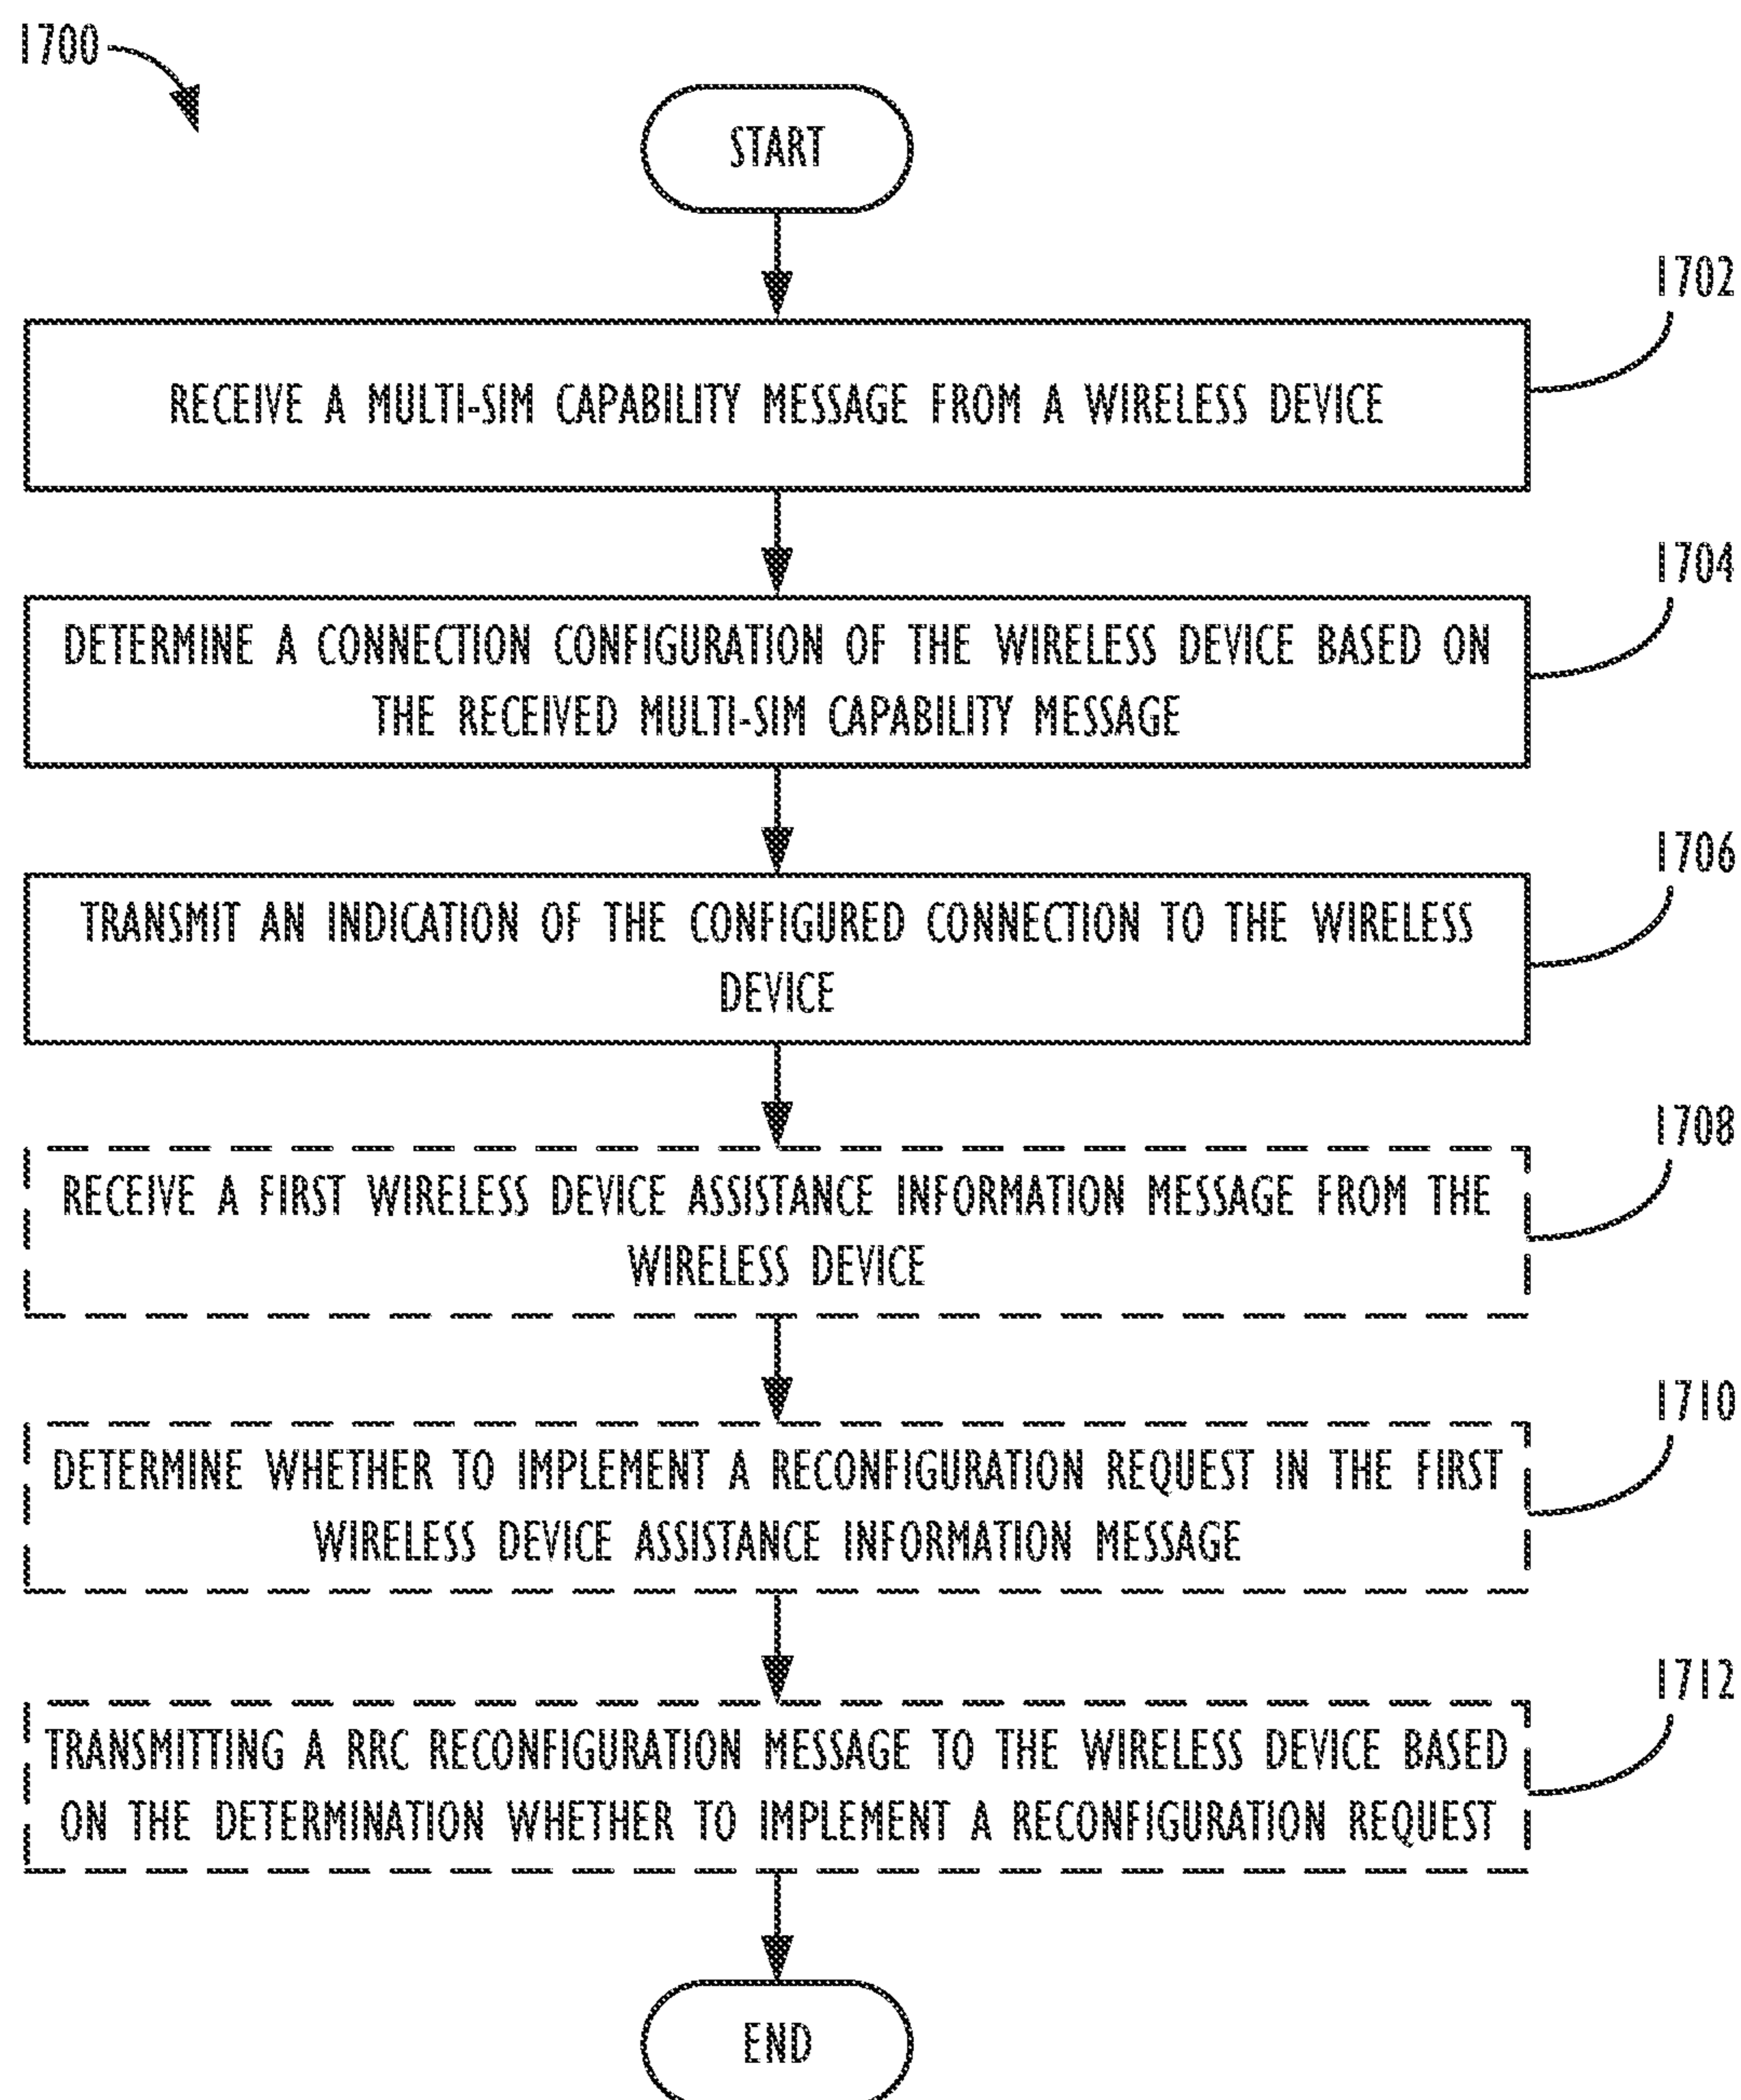 1700
START
1702
RECEIVE A MULTI-SIM CAPABILITY MESSAGE FROM A WIRELESS DEVICE
1704
DETERMINE A CONNECTION CONFIGURATION OF THE WIRELESS DEVICE BASED ON
THE RECEIVED MULTI-SIM CAPABILITY MESSAGE
1706
TRANSMIT AN INDICATION OF THE CONFIGURED CONNECTION TO THE WIRELESS
DEVICE
1708
RECEIVE A FIRST WIRELESS DEVICE ASSISTANCE INFORMATION MESSAGE FROM THE
WIRELESS DEVICE
1710
DETERMINE WHETHER TO IMPLEMENT A RECONFIGURATION REQUEST IN THE FIRST
WIRELESS DEVICE ASSISTANCE INFORMATION MESSAGE
1712
TRANSMITTING A RRC RECONFIGURATION MESSAGE TO THE WIRELESS DEVICE BASED
ON THE DETERMINATION WHETHER TO IMPLEMENT A RECONFIGURATION REQUEST
END